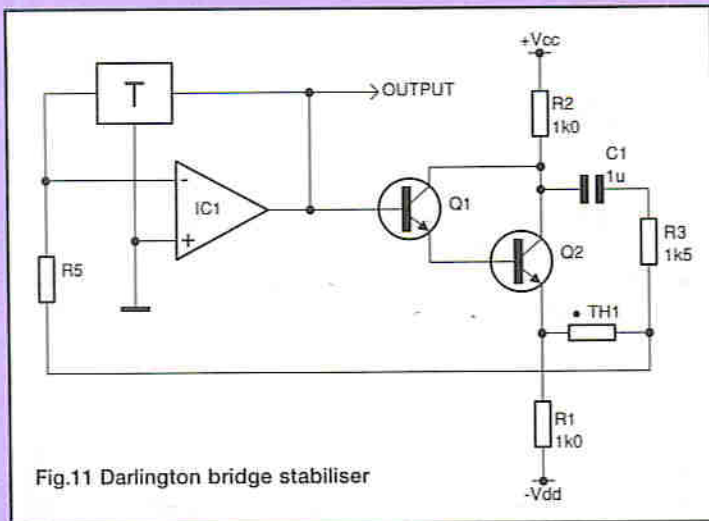 +Vcc
T
OUTPUT
R2
1k0
C1
1u
-
IC1
+
Q1
Q2
R3
1k5
R5
TH1
R1
1k0
-Vdd
Fig.11 Darlington bridge stabiliser